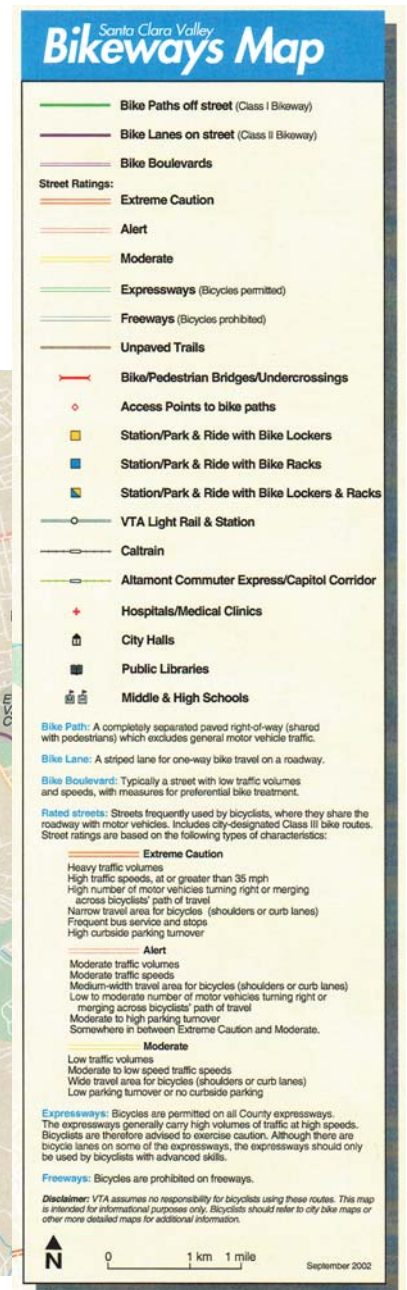 Santa Clara Valley
Bikeways Map
Bike Paths off street (Class I Bikeway)
Bike Lanes on street (Class II Bikeway)
Bike Boulevards
Street Ratings:
Extreme Caution
Alert
Moderate
Expressways (Bicycles permitted)
Freeways (Bicycles prohibited)
Unpaved Trails
Bike/Pedestrian Bridges/Undercrossings
Access Points to bike paths
Station/Park & Ride with Bike Lockers
Station/Park & Ride with Bike Racks
Station/Park & Ride with Bike Lockers & Racks
VTA Light Rail & Station
Caltrain
Altamont Commuter Express/Capitol Corridor
Hospitals/Medical Clinics
City Halls
Public Libraries
Middle & High Schools
Bike Path: A completely separated paved right-of-way (shared
with pedestrians) which excludes general motor vehicle traffic.
Bike Lane: A striped lane for one-way bike travel on a roadway.
Bike Boulevard: Typically a street with low traffic volumes
and speeds, with measures for preferential bike treatment.
Rated streets: Streets frequently used by bicyclists, where they share the
roadway with motor vehicles. Includes city-designated Class III bike routes.
Street ratings are based on the following types of characteristics:
Extreme Caution
Heavy traffic volumes
High traffic speeds, at or greater than 35 mph
High number of motor vehicles turning right or merging
across bicyclists' path of travel
Narrow travel area for bicycles (shoulders or curb lanes)
Frequent bus service and stops
High curbside parking turnover
Alert
Moderate traffic volumes
Moderate traffic speeds
Medium-width travel area for bicycles (shoulders or curb lanes)
Low to moderate number of motor vehicles turning right or
merging across bicyclists' path of travel
Moderate to high parking turnover
Somewhere in between Extreme Caution and Moderate.
Moderate
Low traffic volumes
Moderate to low speed traffic speeds
Wide travel area for bicycles (shoulders or curb lanes)
Low parking turnover or no curbside parking
Expressways: Bicycles are permitted on all County expressways.
The expressways generally carry high volumes of traffic at high speeds.
Bicyclists are therefore advised to exercise caution. Although there are
bicycle lanes on some of the expressways, the expressways should only
be used by bicyclists with advanced skills.
Freeways: Bicycles are prohibited on freeways.
Disclaimer: VTA assumes no responsibility for bicyclists using these routes. This map
is intended for informational purposes only. Bicyclists should refer to city bike maps or
other more detailed maps for additional information.
N
0 1 km 1 mile
September 2002